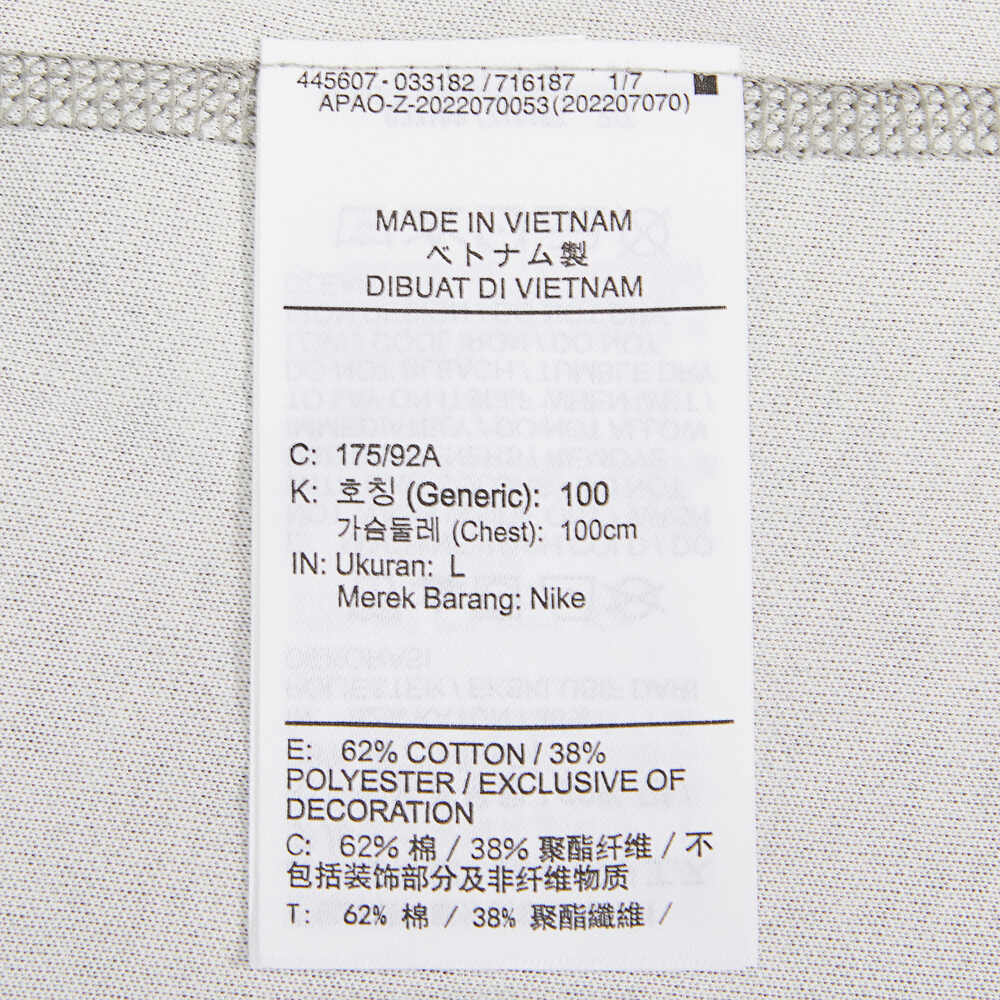 445607-033182 / 716187 1/7
APAO-Z-2022070053(202207070)
MADE IN VIETNAM
ベトナム製
DIBUAT DI VIETNAM
C: 175/92A
K: 호칭 (Generic): 100
가슴둘레 (Chest): 100cm
IN: Ukuran: L
Merek Barang: Nike
E: 62% COTTON / 38%
POLYESTER / EXCLUSIVE OF
DECORATION
C: 62% 棉 / 38% 聚酯纤维 / 不
包括装饰部分及非纤维物质
T: 62% 棉 / 38% 聚酯纖維 /